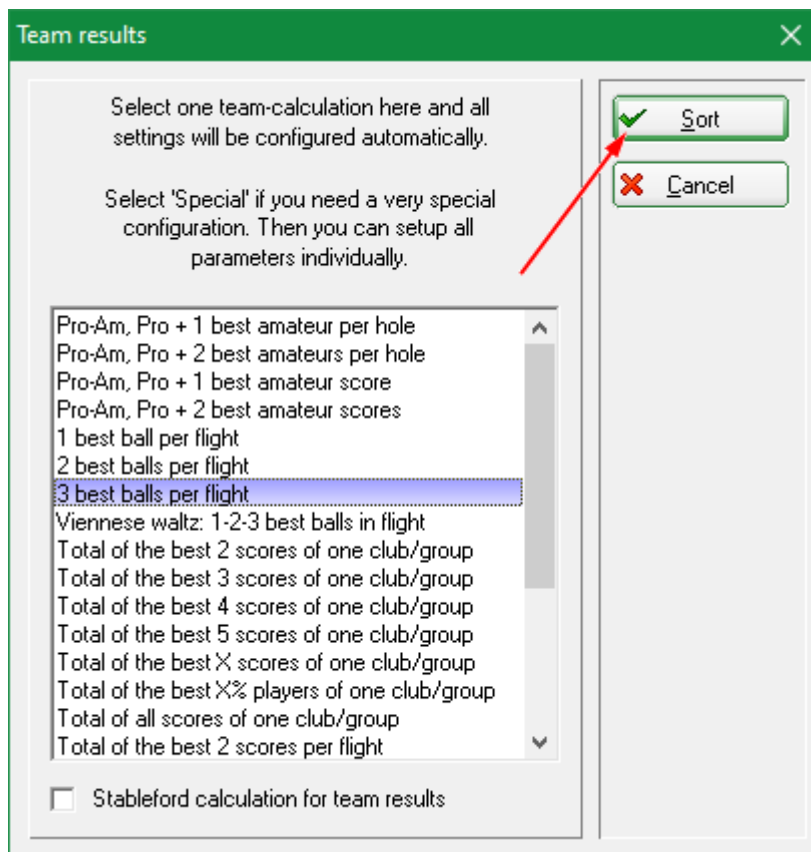 Team results
Select one team-calculation here and all
settings will be configured automatically.
Select 'Special' if you need a very special
configuration. Then you can setup all
parameters individually.
Pro-Am, Pro + 1 best amateur per hole
Pro-Am, Pro + 2 best amateurs per hole
Pro-Am, Pro + 1 best amateur score
Pro-Am, Pro + 2 best amateur scores
1 best ball per flight
2 best balls per flight
3 best balls per flight
Viennese waltz: 1-2-3 best balls in flight
Total of the best 2 scores of one club/group
Total of the best 3 scores of one club/group
Total of the best 4 scores of one club/group
Total of the best 5 scores of one club/group
Total of the best X scores of one club/group
Total of the best X% players of one club/group
Total of all scores of one club/group
Total of the best 2 scores per flight
Stableford calculation for team results
Sort
Cancel